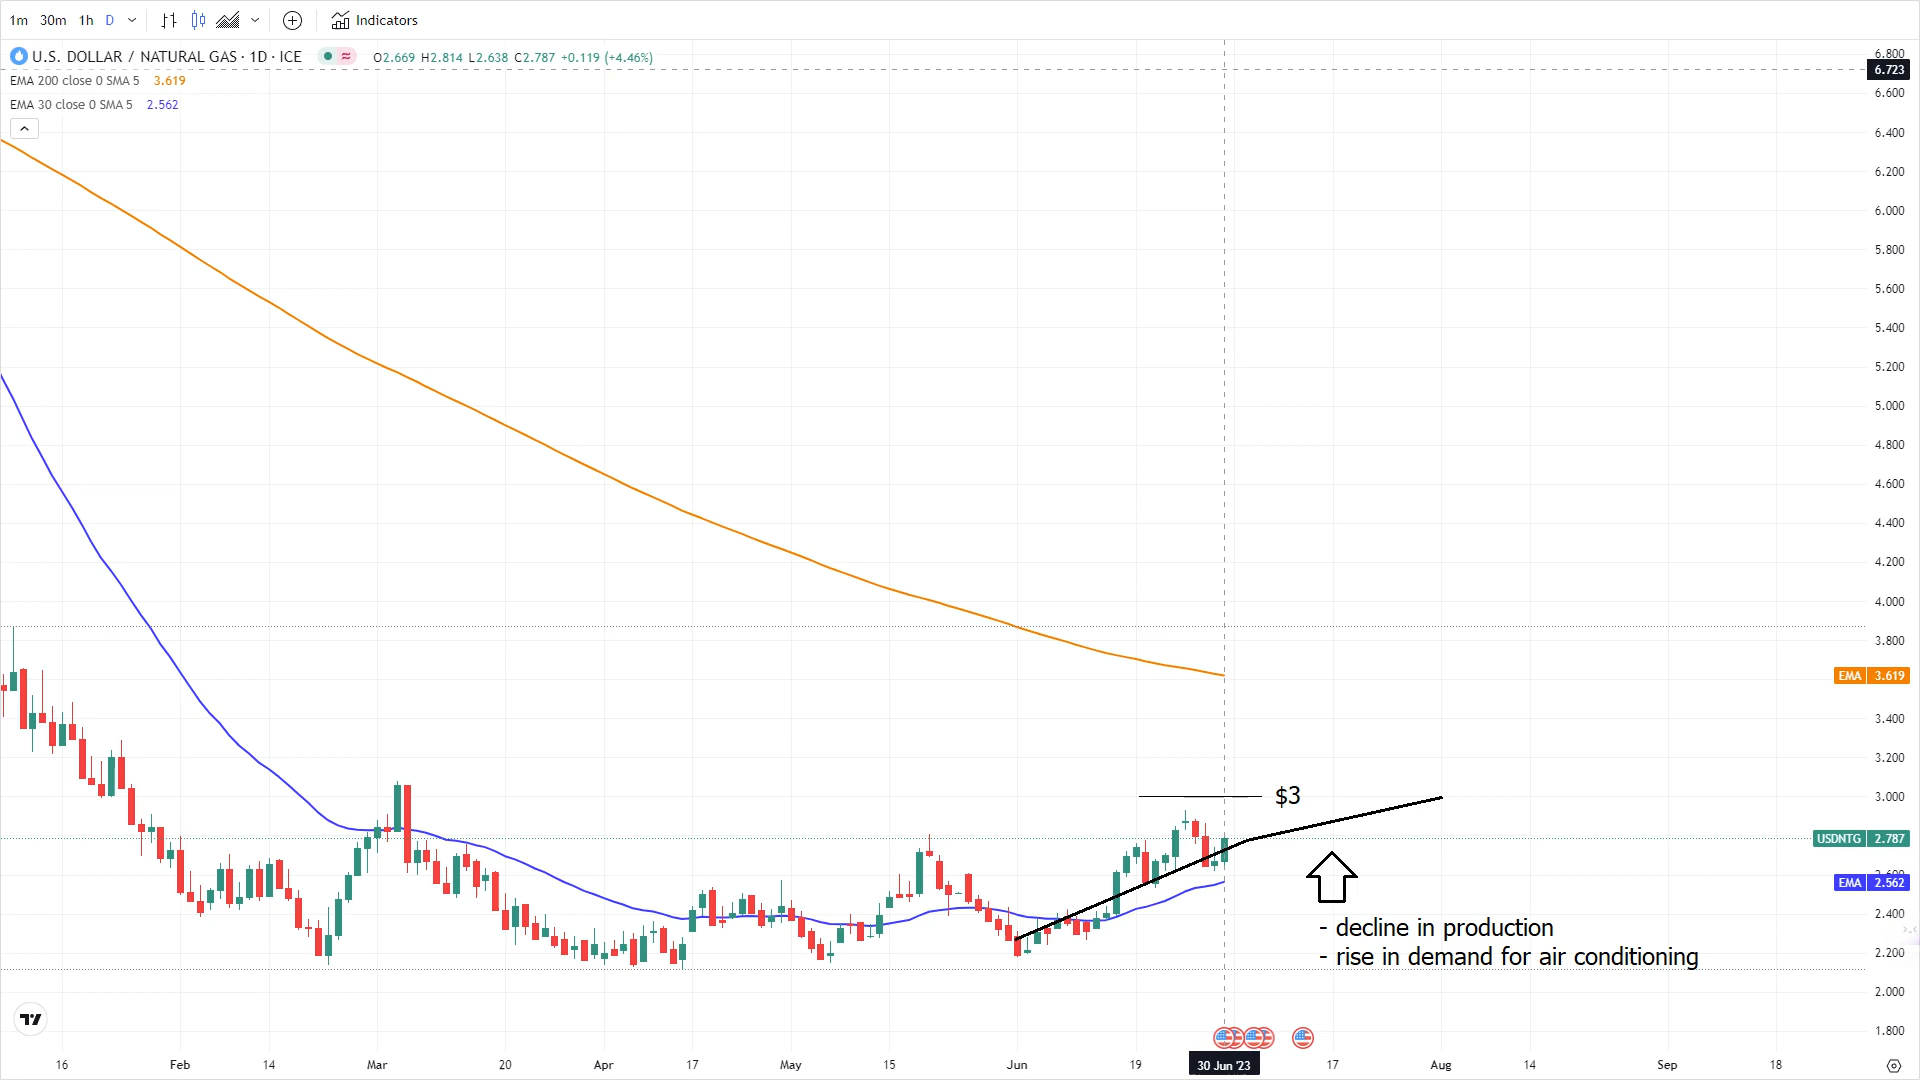 1m 30m 1h D Indicators
U.S. DOLLAR / NATURAL GAS · 1D · ICE O2.669 H2.814 L2.638 C2.787 +0.119 (+4.46%)
EMA 200 close 0 SMA 5 3.619
EMA 30 close 0 SMA 5 2.562
6.800
6.723
6.600
6.400
6.200
6.000
5.800
5.600
5.400
5.200
5.000
4.800
4.600
4.400
4.200
4.000
3.800
EMA 3.619
3.400
3.200
$3 3.000
USDNTG 2.787
EMA 2.562
2.400
- decline in production
2.200
- rise in demand for air conditioning
2.000
1.800
16 Feb 14 Mar 20 Apr 17 May 15 Jun 19 30 Jun '23 17 Aug 14 Sep 18